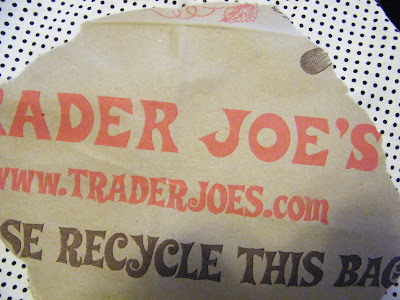 RADER JOE'S
www.TRADERJOES.com
SE RECYCLE THIS BAG